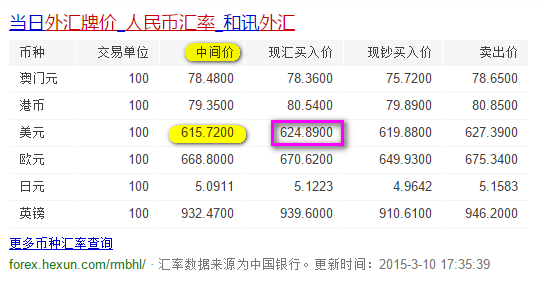 当日外汇牌价_人民币汇率_和讯外汇
币种 交易单位 中间价 现汇买入价 现钞买入价 卖出价
澳门元 100 78.4800 78.3600 75.7200 78.6500
港币 100 79.3500 80.5400 79.8900 80.8500
美元 100 615.7200 624.8900 619.8800 627.3900
欧元 100 668.8000 670.6200 649.9300 675.3400
日元 100 5.0911 5.1223 4.9642 5.1583
英镑 100 932.4700 939.6000 910.6100 946.2000
更多币种汇率查询
forex.hexun.com/rmbhl/ · 汇率数据来源为中国银行。更新时间：2015-3-10 17:35:39